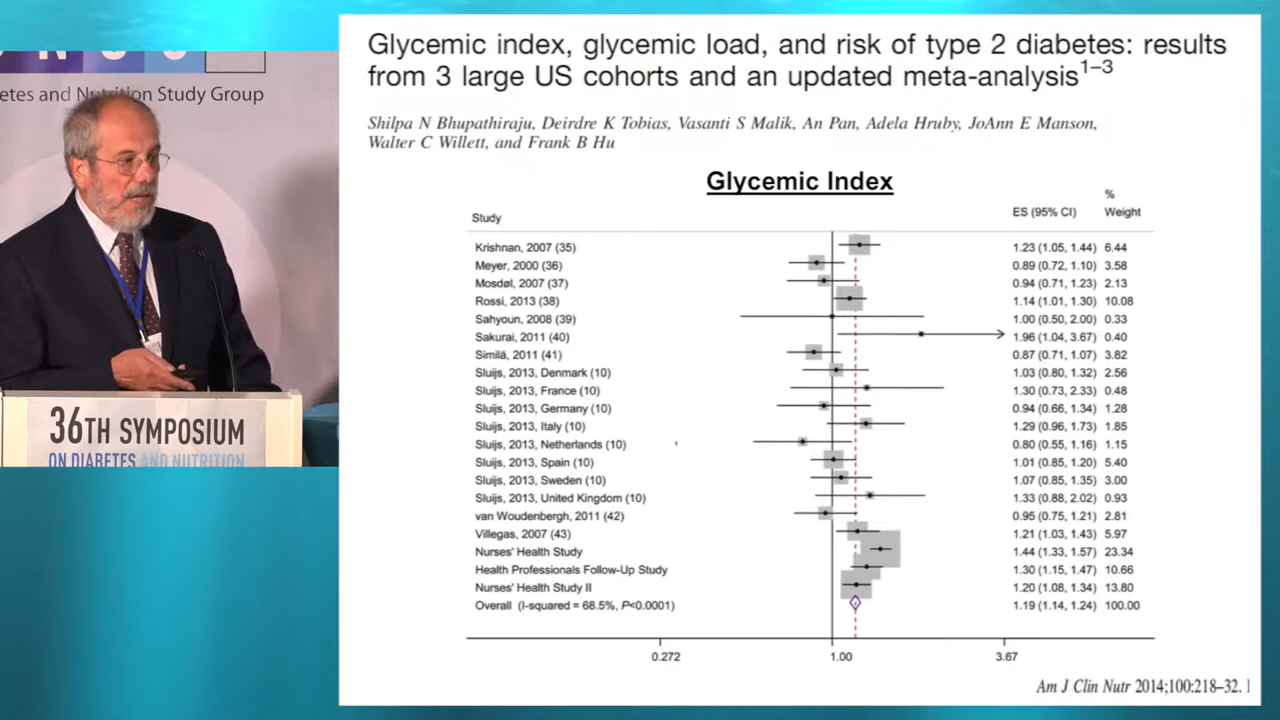 etes and Nutrition Study Group
36TH SYMPOSIUM
ON DIABETES AND NUTRITION
Glycemic index, glycemic load, and risk of type 2 diabetes: results
from 3 large US cohorts and an updated meta-analysis1–3
Shilpa N Bhupathiraju, Deirdre K Tobias, Vasanti S Malik, An Pan, Adela Hruby, JoAnn E Manson,
Walter C Willett, and Frank B Hu
Glycemic Index
%
Study ES (95% CI) Weight
Krishnan, 2007 (35) 1.23 (1.05, 1.44) 6.44
Meyer, 2000 (36) 0.89 (0.72, 1.10) 3.58
Mosdøl, 2007 (37) 0.94 (0.71, 1.23) 2.13
Rossi, 2013 (38) 1.14 (1.01, 1.30) 10.08
Sahyoun, 2008 (39) 1.00 (0.50, 2.00) 0.33
Sakurai, 2011 (40) 1.96 (1.04, 3.67) 0.40
Similä, 2011 (41) 0.87 (0.71, 1.07) 3.82
Sluijs, 2013, Denmark (10) 1.03 (0.80, 1.32) 2.56
Sluijs, 2013, France (10) 1.30 (0.73, 2.33) 0.48
Sluijs, 2013, Germany (10) 0.94 (0.66, 1.34) 1.28
Sluijs, 2013, Italy (10) 1.29 (0.96, 1.73) 1.85
Sluijs, 2013, Netherlands (10) 0.80 (0.55, 1.16) 1.15
Sluijs, 2013, Spain (10) 1.01 (0.85, 1.20) 5.40
Sluijs, 2013, Sweden (10) 1.07 (0.85, 1.35) 3.00
Sluijs, 2013, United Kingdom (10) 1.33 (0.88, 2.02) 0.93
van Woudenbergh, 2011 (42) 0.95 (0.75, 1.21) 2.81
Villegas, 2007 (43) 1.21 (1.03, 1.43) 5.97
Nurses' Health Study 1.44 (1.33, 1.57) 23.34
Health Professionals Follow-Up Study 1.30 (1.15, 1.47) 10.66
Nurses' Health Study II 1.20 (1.08, 1.34) 13.80
Overall (I-squared = 68.5%, P<0.0001) 1.19 (1.14, 1.24) 100.00
0.272 1.00 3.67
Am J Clin Nutr 2014;100:218–32.